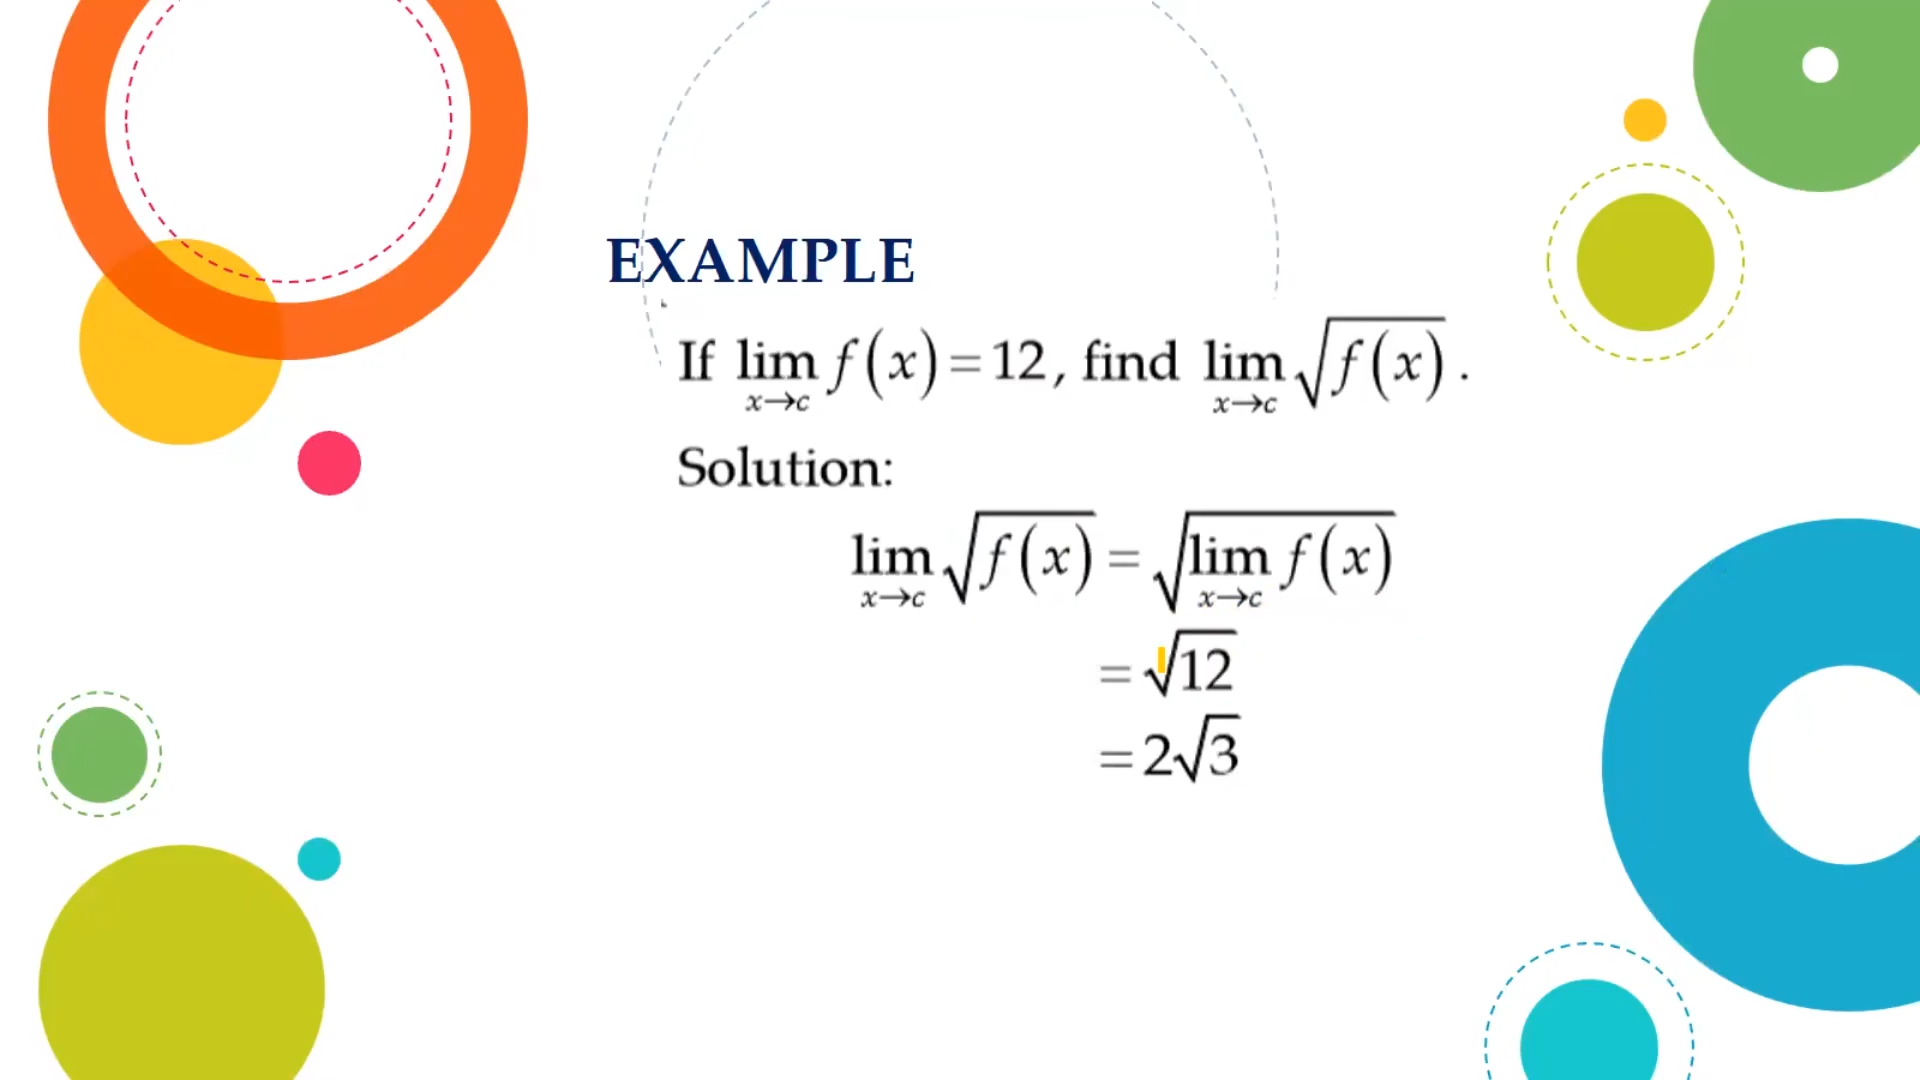 EXAMPLE
If lim x→c f(x) = 12, find lim x→c √f(x) .
Solution:
lim x→c √f(x) = √lim x→c f(x)
= √12
= 2√3